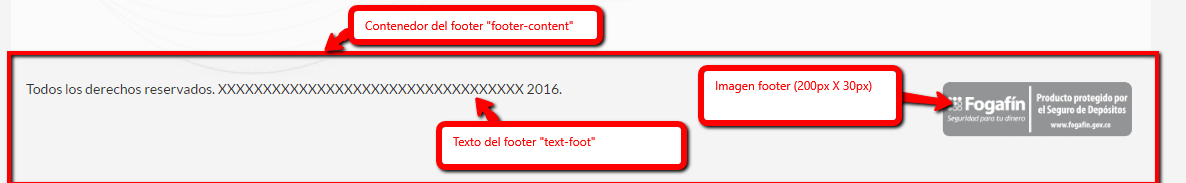 Contenedor del footer "footer-content"
Todos los derechos reservados. XXXXXXXXXXXXXXXXXXXXXXXXXXXXXXXXXX 2016.
Imagen footer (200px X 30px)
Fogafín
Seguridad para tu dinero
Producto protegido por
el Seguro de Depósitos
www.fogafin.gov.co
Texto del footer "text-foot"